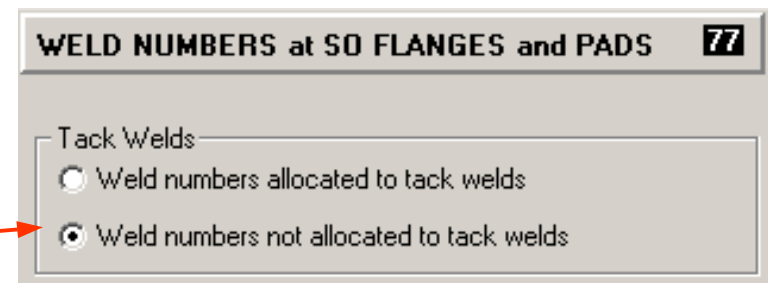 WELD NUMBERS at SO FLANGES and PADS 77
Tack Welds
Weld numbers allocated to tack welds
Weld numbers not allocated to tack welds